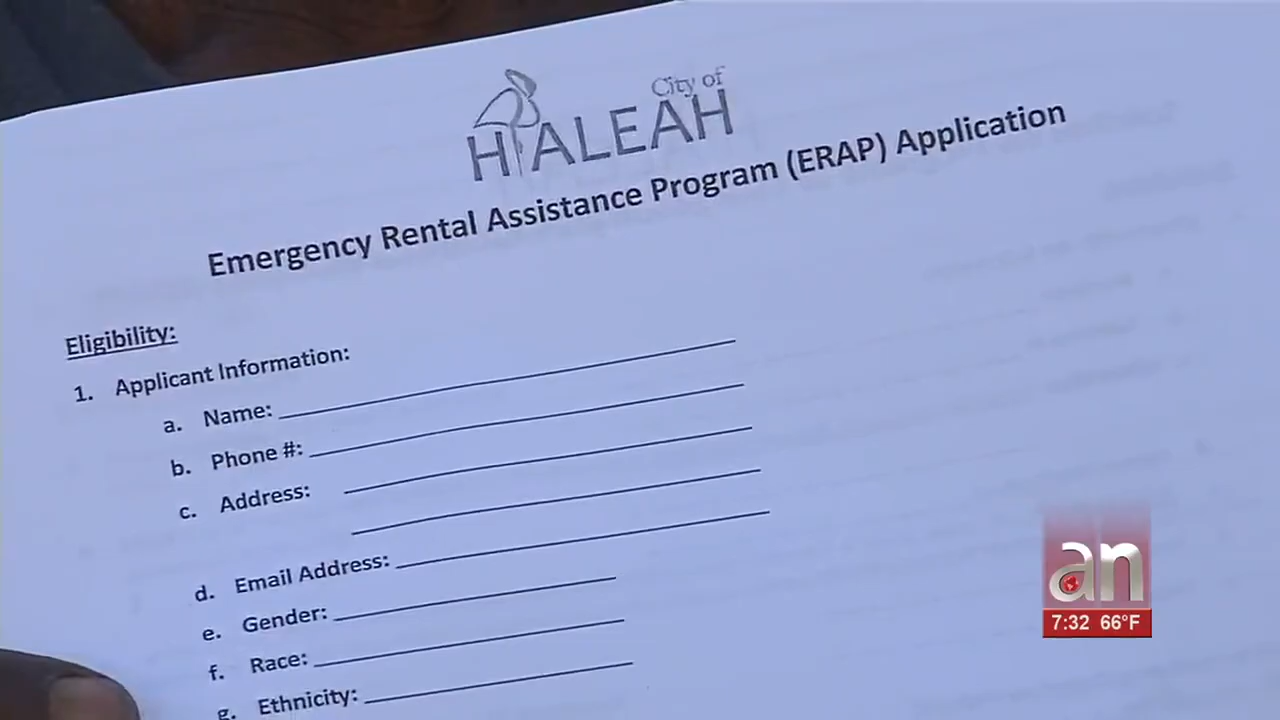 City of
HIALEAH
Emergency Rental Assistance Program (ERAP) Application
Eligibility:
1. Applicant Information:
a. Name:
b. Phone #:
c. Address:
d. Email Address:
e. Gender:
f. Race:
g. Ethnicity:
an
7:32 66°F